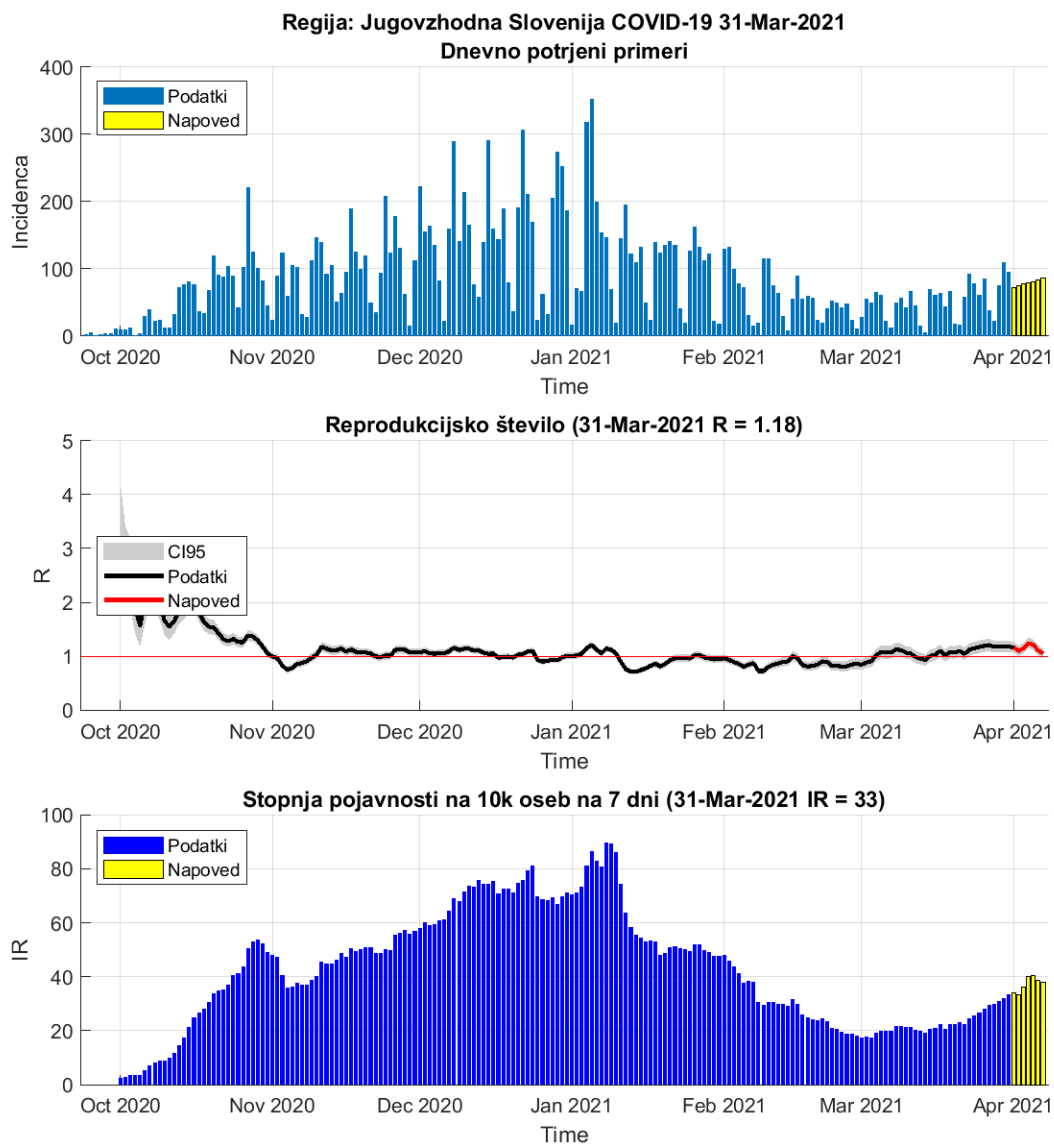 Regija: Jugovzhodna Slovenija COVID-19 31-Mar-2021
Dnevno potrjeni primeri
400
300
200
100
0
Incidenca
Podatki
Napoved
Oct 2020 Nov 2020 Dec 2020 Jan 2021 Feb 2021 Mar 2021 Apr 2021
Time
Reprodukcijsko število (31-Mar-2021 R = 1.18)
5
4
3
2
1
0
R
CI95
Podatki
Napoved
Oct 2020 Nov 2020 Dec 2020 Jan 2021 Feb 2021 Mar 2021 Apr 2021
Time
Stopnja pojavnosti na 10k oseb na 7 dni (31-Mar-2021 IR = 33)
100
80
60
40
20
0
IR
Podatki
Napoved
Oct 2020 Nov 2020 Dec 2020 Jan 2021 Feb 2021 Mar 2021 Apr 2021
Time